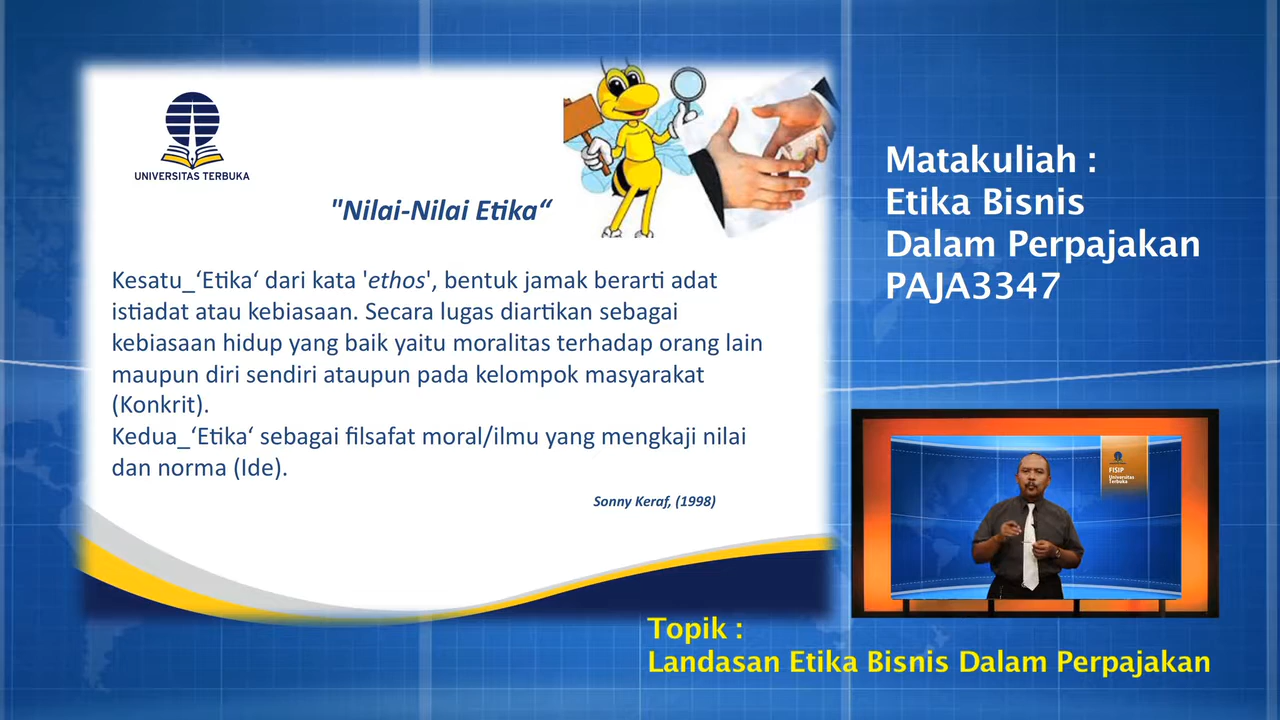 UNIVERSITAS TERBUKA
"Nilai-Nilai Etika“
Kesatu_‘Etika‘ dari kata 'ethos', bentuk jamak berarti adat
istiadat atau kebiasaan. Secara lugas diartikan sebagai
kebiasaan hidup yang baik yaitu moralitas terhadap orang lain
maupun diri sendiri ataupun pada kelompok masyarakat
(Konkrit).
Kedua_‘Etika‘ sebagai filsafat moral/ilmu yang mengkaji nilai
dan norma (Ide).
Sonny Keraf, (1998)
Matakuliah :
Etika Bisnis
Dalam Perpajakan
PAJA3347
FISIP
Universitas
Terbuka
Topik :
Landasan Etika Bisnis Dalam Perpajakan